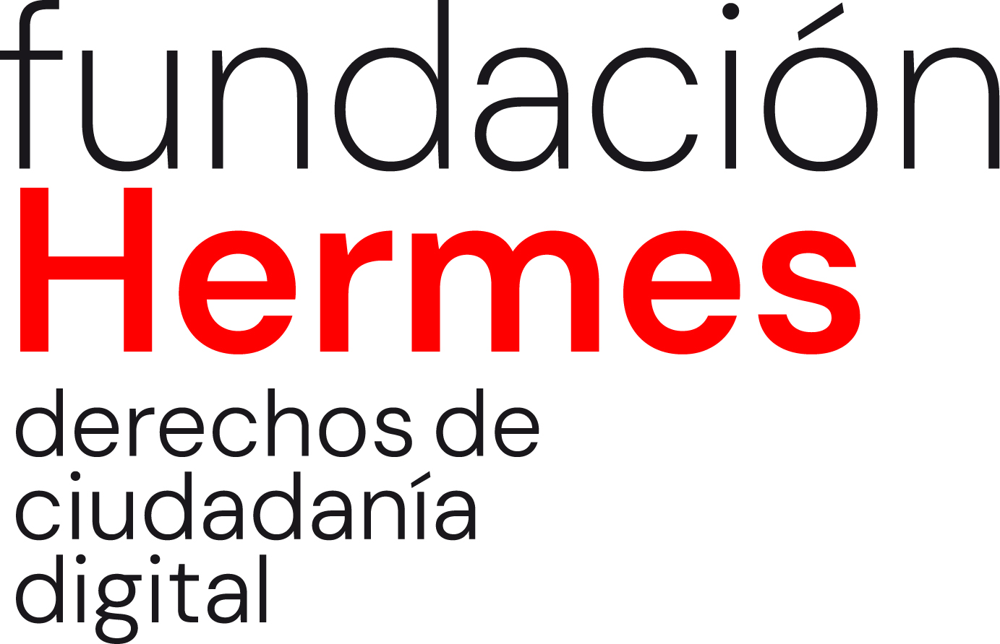 fundación
Hermes
derechos de
ciudadanía
digital